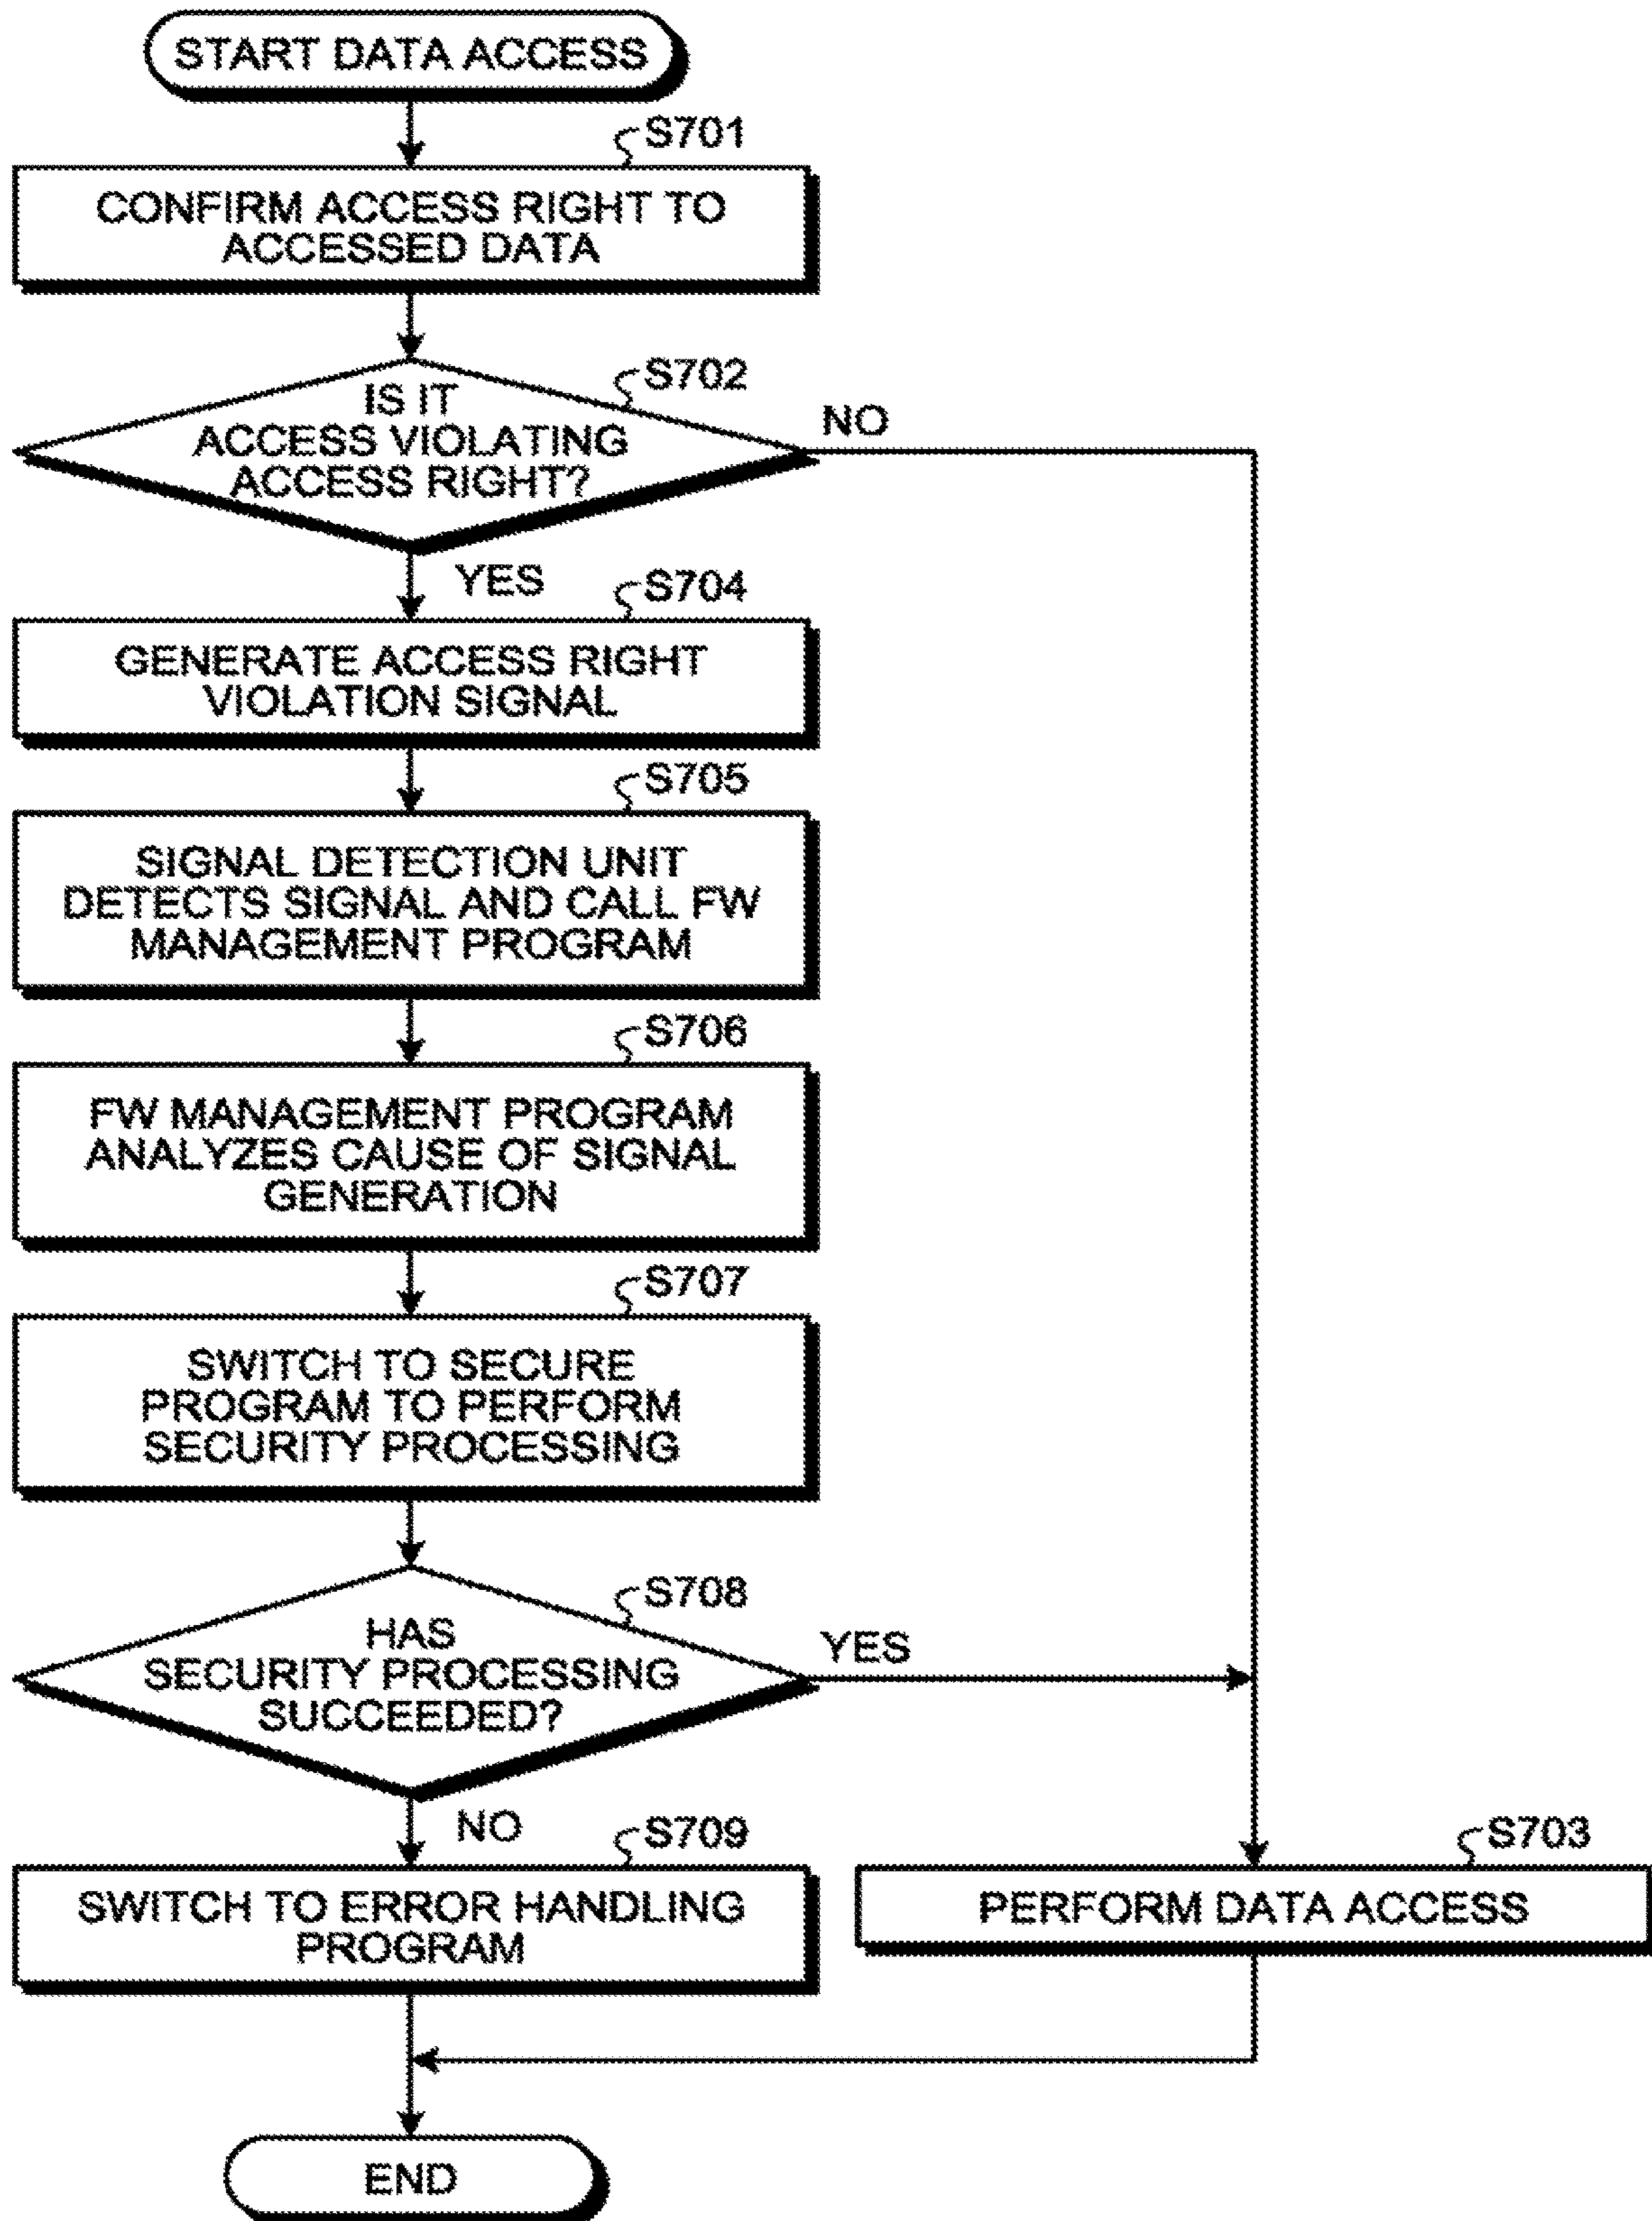 START DATA ACCESS
S701
CONFIRM ACCESS RIGHT TO
ACCESSED DATA
S702
IS IT
ACCESS VIOLATING
ACCESS RIGHT?
NO
YES
S704
GENERATE ACCESS RIGHT
VIOLATION SIGNAL
S705
SIGNAL DETECTION UNIT
DETECTS SIGNAL AND CALL FW
MANAGEMENT PROGRAM
S706
FW MANAGEMENT PROGRAM
ANALYZES CAUSE OF SIGNAL
GENERATION
S707
SWITCH TO SECURE
PROGRAM TO PERFORM
SECURITY PROCESSING
S708
HAS
SECURITY PROCESSING
SUCCEEDED?
YES
NO
S709
SWITCH TO ERROR HANDLING
PROGRAM
S703
PERFORM DATA ACCESS
END